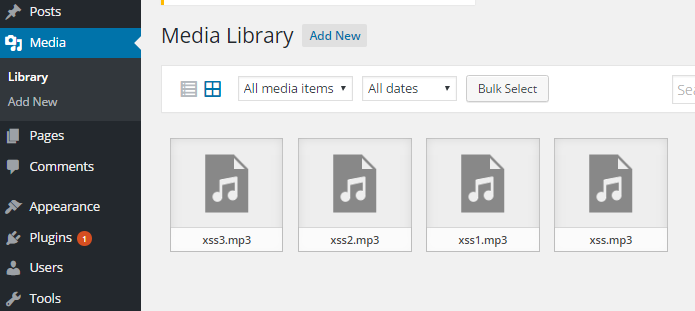 Posts
Media
Library
Add New
Pages
Comments
Appearance
Plugins 1
Users
Tools
Media Library Add New
All media items All dates Bulk Select Sea
xss3.mp3 xss2.mp3 xss1.mp3 xss.mp3